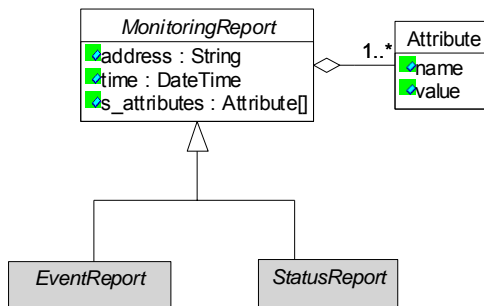 MonitoringReport
address : String
time : DateTime
s_attributes : Attribute[]
1..*
Attribute
name
value
EventReport
StatusReport